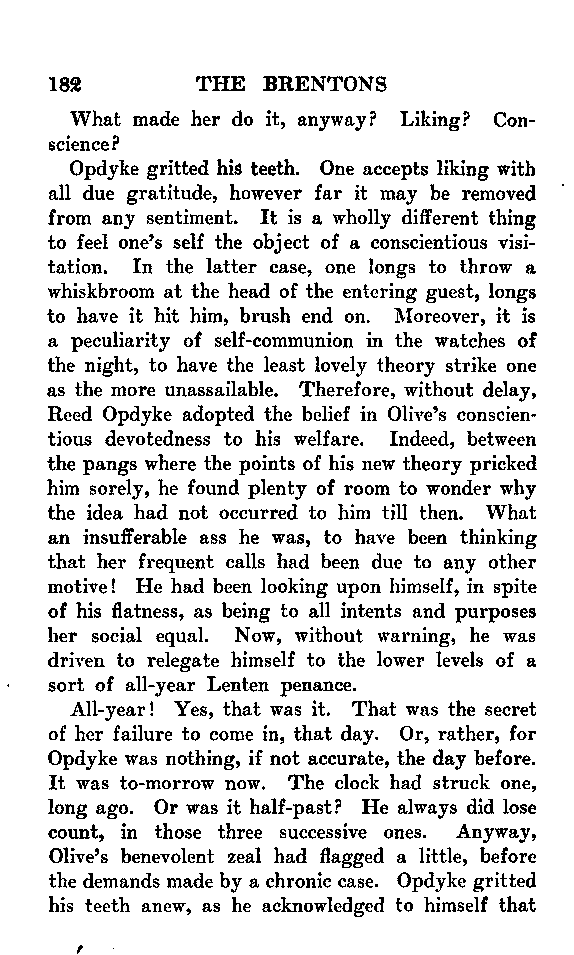 182 THE BRENTONS
What made her do it, anyway? Liking? Con-
science?
Opdyke gritted his teeth. One accepts liking with
all due gratitude, however far it may be removed
from any sentiment. It is a wholly different thing
to feel one's self the object of a conscientious visi-
tation. In the latter case, one longs to throw a
whiskbroom at the head of the entering guest, longs
to have it hit him, brush end on. Moreover, it is
a peculiarity of self-communion in the watches of
the night, to have the least lovely theory strike one
as the more unassailable. Therefore, without delay,
Reed Opdyke adopted the belief in Olive's conscien-
tious devotedness to his welfare. Indeed, between
the pangs where the points of his new theory pricked
him sorely, he found plenty of room to wonder why
the idea had not occurred to him till then. What
an insufferable ass he was, to have been thinking
that her frequent calls had been due to any other
motive! He had been looking upon himself, in spite
of his flatness, as being to all intents and purposes
her social equal. Now, without warning, he was
driven to relegate himself to the lower levels of a
sort of all-year Lenten penance.
All-year! Yes, that was it. That was the secret
of her failure to come in, that day. Or, rather, for
Opdyke was nothing, if not accurate, the day before.
It was to-morrow now. The clock had struck one,
long ago. Or was it half-past? He always did lose
count, in those three successive ones. Anyway,
Olive's benevolent zeal had flagged a little, before
the demands made by a chronic case. Opdyke gritted
his teeth anew, as he acknowledged to himself that